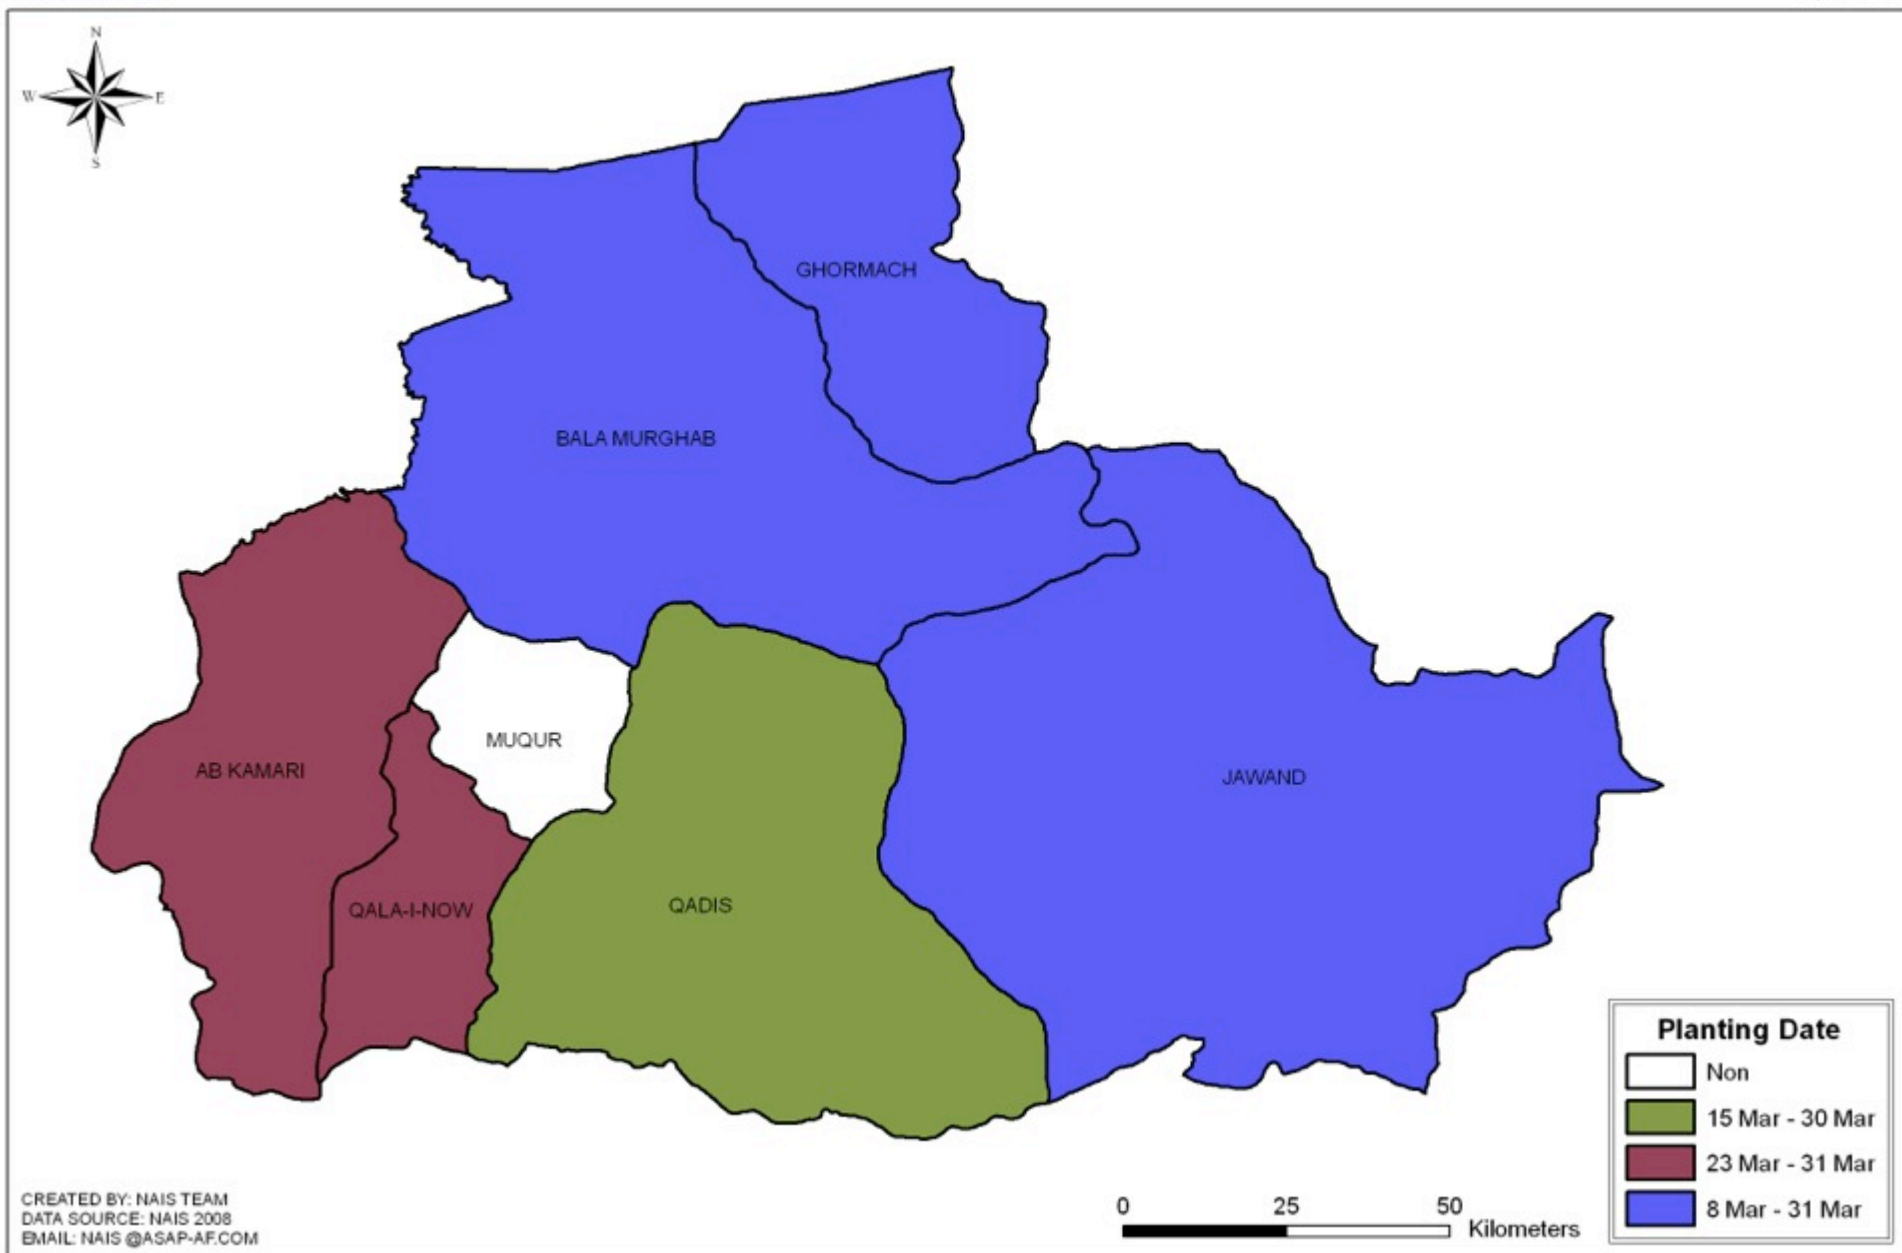 N
W E
S
GHORMACH
BALA MURGHAB
MUQUR
AB KAMARI
JAWAND
QALA-I-NOW
QADIS
Planting Date
Non
15 Mar - 30 Mar
23 Mar - 31 Mar
8 Mar - 31 Mar
CREATED BY: NAIS TEAM
DATA SOURCE: NAIS 2008
EMAIL: NAIS @ASAP-AF.COM
0 25 50
Kilometers